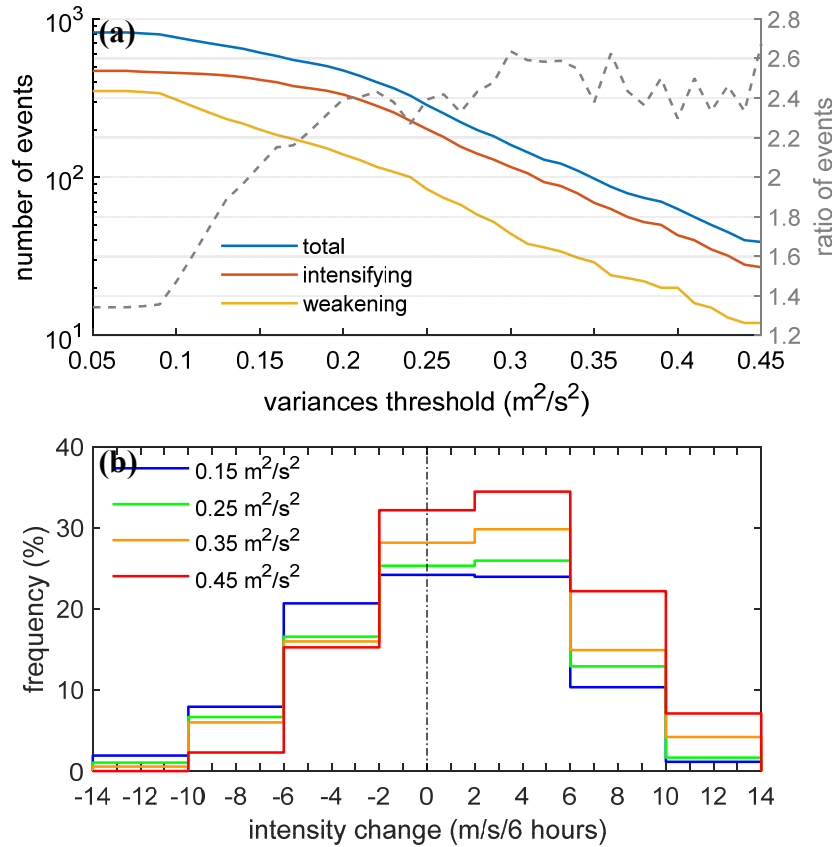 (a)
10^3
10^2
10^1
number of events
2.8
2.6
2.4
2.2
2
1.8
1.6
1.4
1.2
ratio of events
total
intensifying
weakening
0.05 0.1 0.15 0.2 0.25 0.3 0.35 0.4 0.45
variances threshold (m^2/s^2)
(b)
40
30
20
10
0
frequency (%)
0.15 m^2/s^2
0.25 m^2/s^2
0.35 m^2/s^2
0.45 m^2/s^2
-14 -12 -10 -8 -6 -4 -2 0 2 4 6 8 10 12 14
intensity change (m/s/6 hours)